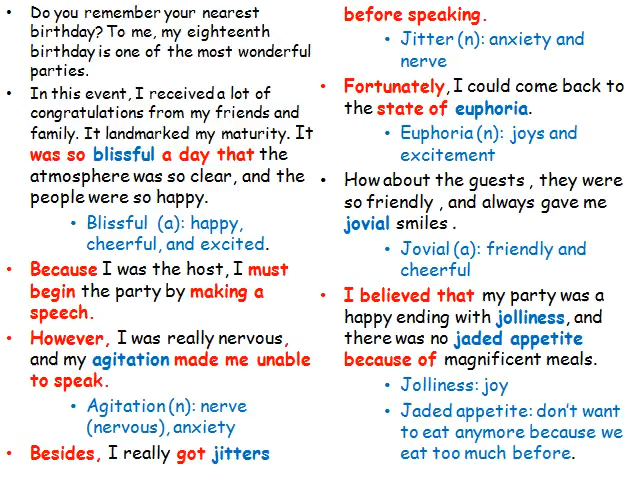 • Do you remember your nearest
birthday? To me, my eighteenth
birthday is one of the most wonderful
parties.
• In this event, I received a lot of
congratulations from my friends and
family. It landmarked my maturity. It
was so blissful a day that the
atmosphere was so clear, and the
people were so happy.
• Blissful (a): happy,
cheerful, and excited.
• Because I was the host, I must
begin the party by making a
speech.
• However, I was really nervous,
and my agitation made me unable
to speak.
• Agitation (n): nerve
(nervous), anxiety
• Besides, I really got jitters
before speaking.
• Jitter (n): anxiety and
nerve
• Fortunately, I could come back to
the state of euphoria.
• Euphoria (n): joys and
excitement
• How about the guests , they were
so friendly , and always gave me
jovial smiles .
• Jovial (a): friendly and
cheerful
• I believed that my party was a
happy ending with jolliness, and
there was no jaded appetite
because of magnificent meals.
• Jolliness: joy
• Jaded appetite: don't want
to eat anymore because we
eat too much before.